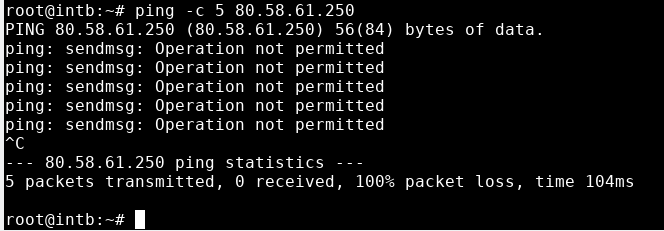 root@intb:~# ping -c 5 80.58.61.250
PING 80.58.61.250 (80.58.61.250) 56(84) bytes of data.
ping: sendmsg: Operation not permitted
ping: sendmsg: Operation not permitted
ping: sendmsg: Operation not permitted
ping: sendmsg: Operation not permitted
ping: sendmsg: Operation not permitted
^C
--- 80.58.61.250 ping statistics ---
5 packets transmitted, 0 received, 100% packet loss, time 104ms
root@intb:~#